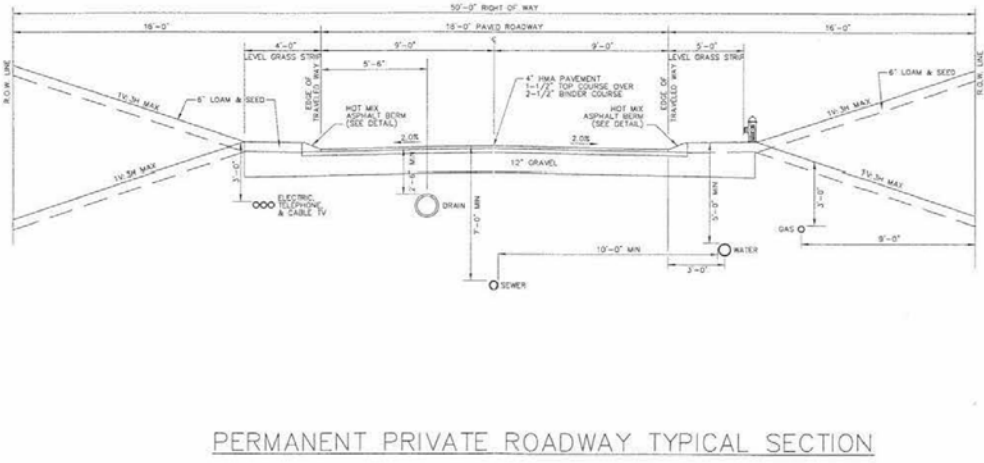 50'-0" RIGHT OF WAY
16'-0"
18'-0" PAVED ROADWAY
16'-0"
4'-0"
9'-0"
℄
9'-0"
5'-0"
LEVEL GRASS STRIP
LEVEL GRASS STRIP
5'-6"
R.O.W. LINE
R.O.W. LINE
EDGE OF
TRAVELED WAY
EDGE OF
TRAVELED WAY
4" HMA PAVEMENT
1-1/2" TOP COURSE OVER
2-1/2" BINDER COURSE
6" LOAM & SEED
6" LOAM & SEED
1V:3H MAX
1V:3H MAX
HOT MIX
ASPHALT BERM
(SEE DETAIL)
HOT MIX
ASPHALT BERM
(SEE DETAIL)
2.0%
2.0%
12" GRAVEL
1V:3H MAX
1V:3H MAX
3'-0"
2'-6" MIN
7'-0" MIN
5'-0" MIN
3'-0"
ELECTRIC,
TELEPHONE,
& CABLE TV
DRAIN
GAS
9'-0"
10'-0" MIN
WATER
3'-0"
SEWER
PERMANENT PRIVATE ROADWAY TYPICAL SECTION